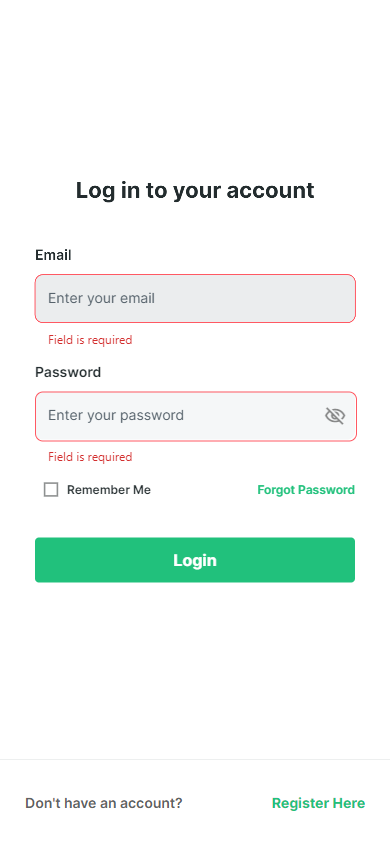 Log in to your account
Email
Enter your email
Field is required
Password
Enter your password
Field is required
Remember Me
Forgot Password
Login
Don't have an account?
Register Here